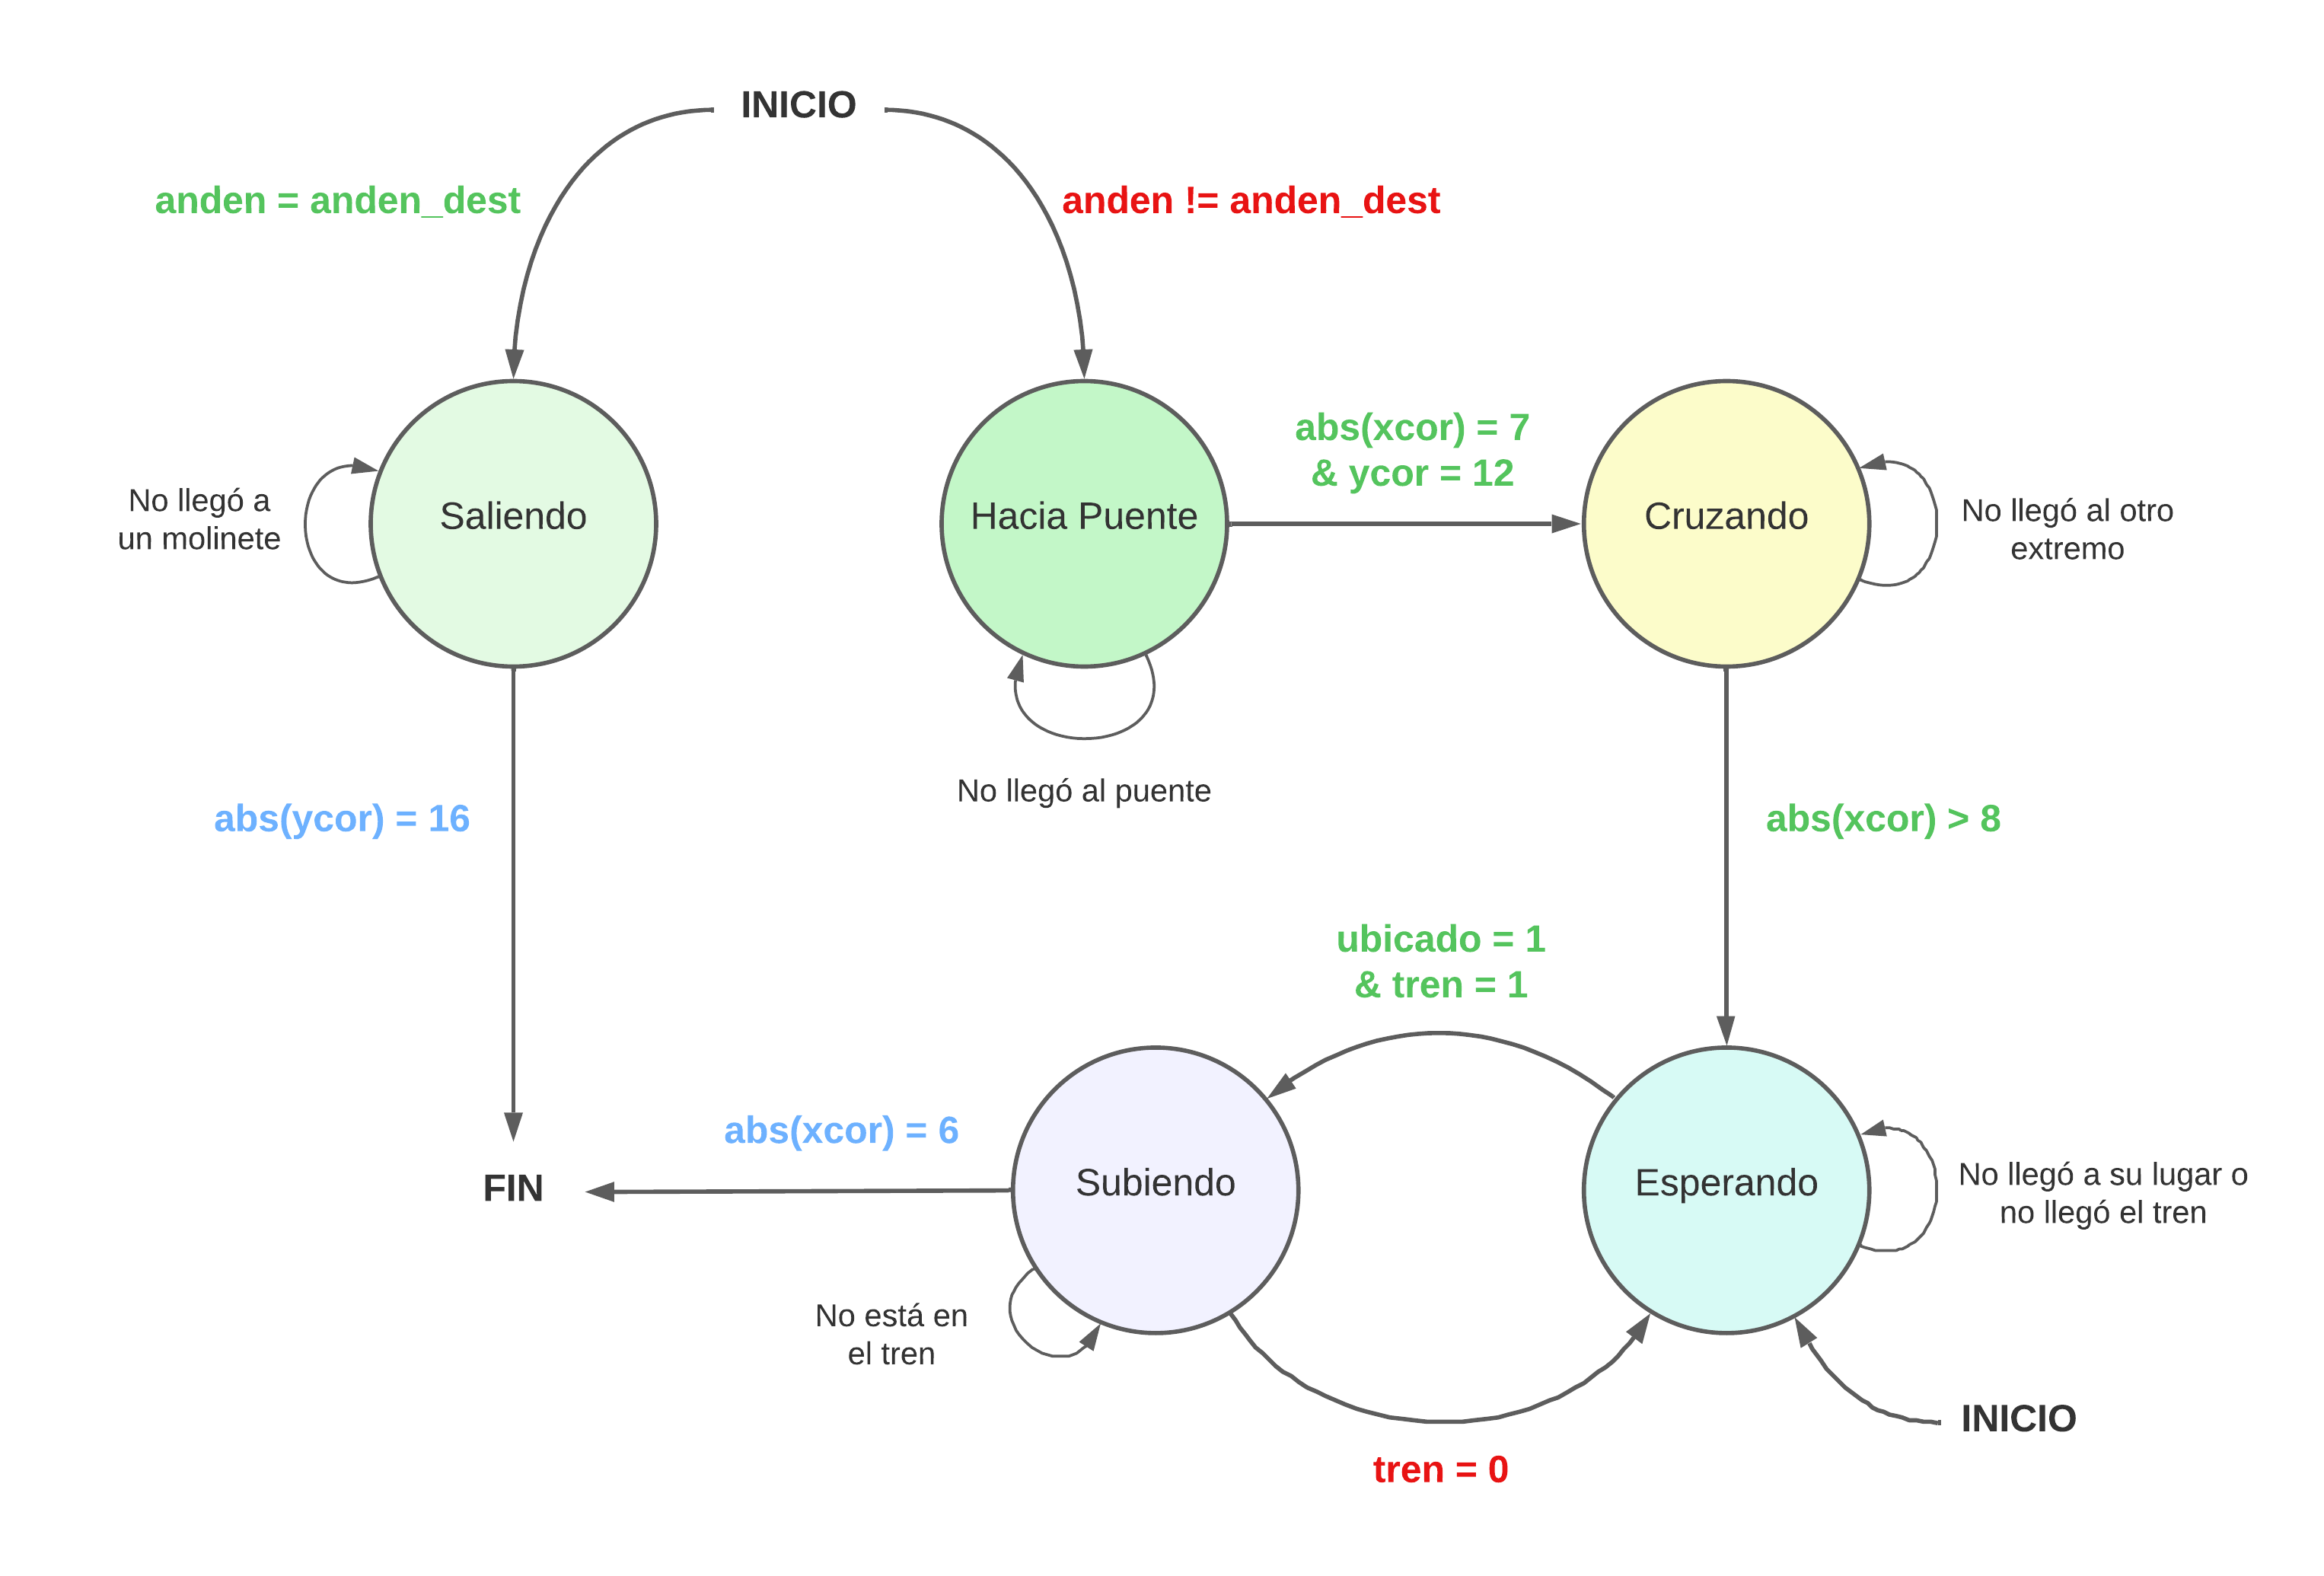 INICIO
anden = anden_dest
anden != anden_dest
abs(xcor) = 7
& ycor = 12
Saliendo
Hacia Puente
Cruzando
No llegó a
un molinete
No llegó al otro
extremo
No llegó al puente
abs(ycor) = 16
abs(xcor) > 8
ubicado = 1
& tren = 1
abs(xcor) = 6
FIN
Subiendo
Esperando
No llegó a su lugar o
no llegó el tren
No está en
el tren
INICIO
tren = 0